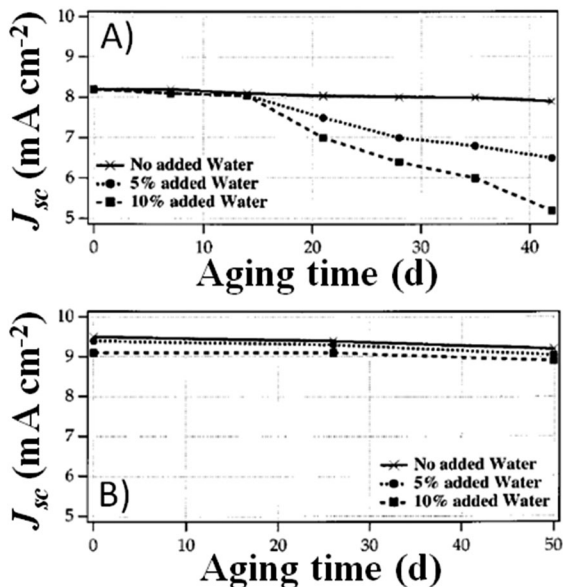 A)
10
9
8
7
6
5
J_sc (mA cm⁻²)
No added Water
5% added Water
10% added Water
0 10 20 30 40
Aging time (d)
B)
10
9
8
7
6
5
J_sc (mA cm⁻²)
No added Water
5% added Water
10% added Water
0 10 20 30 40 50
Aging time (d)